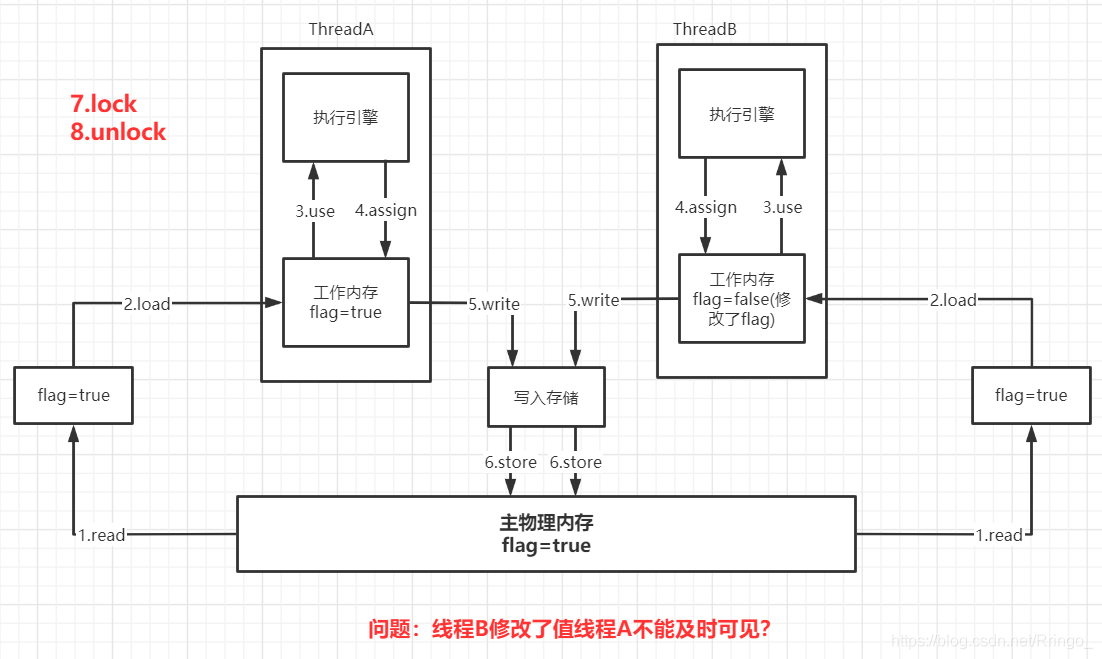 ThreadA
ThreadB
7.lock
8.unlock
执行引擎
执行引擎
3.use
4.assign
4.assign
3.use
工作内存
flag=true
工作内存
flag=false(修
改了flag)
2.load
5.write
5.write
2.load
flag=true
写入存储
flag=true
6.store
6.store
1.read
主物理内存
flag=true
1.read
问题：线程B修改了值线程A不能及时可见？
https://blog.csdn.net/Rringo_